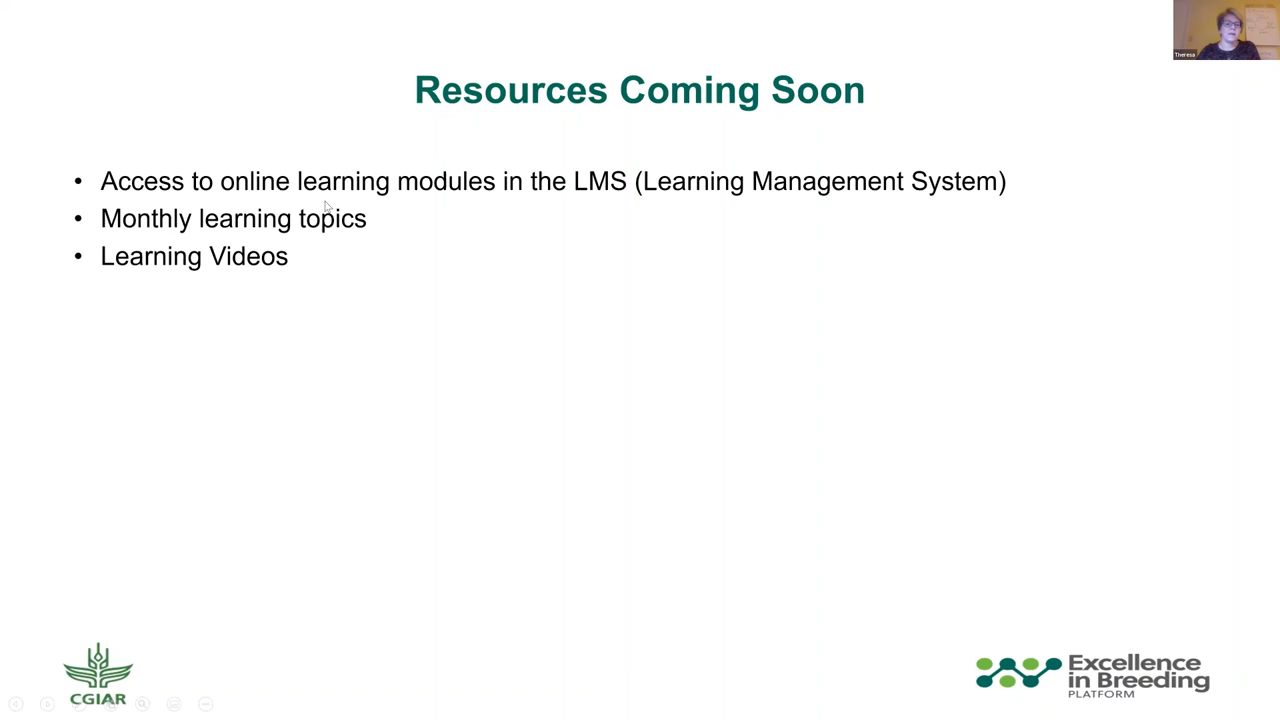 Theresa
Resources Coming Soon
• Access to online learning modules in the LMS (Learning Management System)
• Monthly learning topics
• Learning Videos
CGIAR
Excellence
in Breeding
PLATFORM